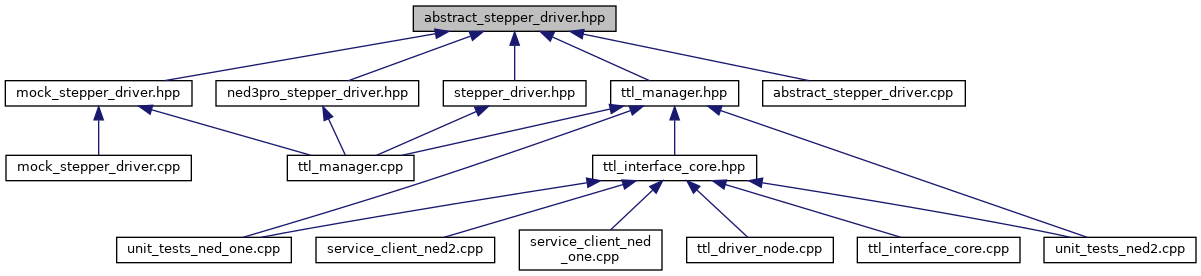 abstract_stepper_driver.hpp
mock_stepper_driver.hpp
ned3pro_stepper_driver.hpp
stepper_driver.hpp
ttl_manager.hpp
abstract_stepper_driver.cpp
mock_stepper_driver.cpp
ttl_manager.cpp
ttl_interface_core.hpp
unit_tests_ned_one.cpp
service_client_ned2.cpp
service_client_ned
_one.cpp
ttl_driver_node.cpp
ttl_interface_core.cpp
unit_tests_ned2.cpp